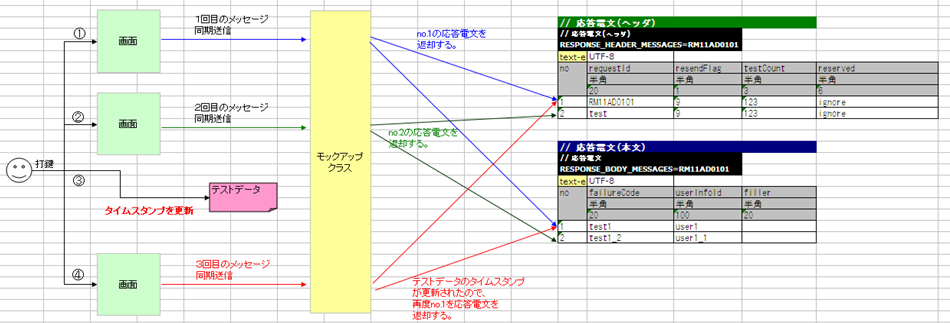 ①
画面
1回目のメッセージ
同期送信
②
画面
2回目のメッセージ
同期送信
打鍵
③
タイムスタンプを更新
テストデータ
④
画面
3回目のメッセージ
同期送信
モックアップ
クラス
no.1の応答電文を
返却する。
no.2の応答電文を
返却する。
テストデータのタイムスタンプ
が更新されたので、
再度no.1を応答電文を
返却する。
// 応答電文(ヘッダ)
// 応答電文(ヘッダ)
RESPONSE_HEADER_MESSAGES=RM11AD0101
text-e UTF-8
no requestId resendFlag testCount reserved
半角 半角 半角 半角
20 1 3 6
1 RM11AD0101 9 123 ignore
2 test 9 123 ignore
// 応答電文(本文)
// 応答電文
RESPONSE_BODY_MESSAGES=RM11AD0101
text-e UTF-8
no failureCode userInfoId filler
半角 半角 半角
20 100 20
1 test1 user1
2 test1_2 user1_1